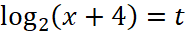 log₂(x + 4) = t